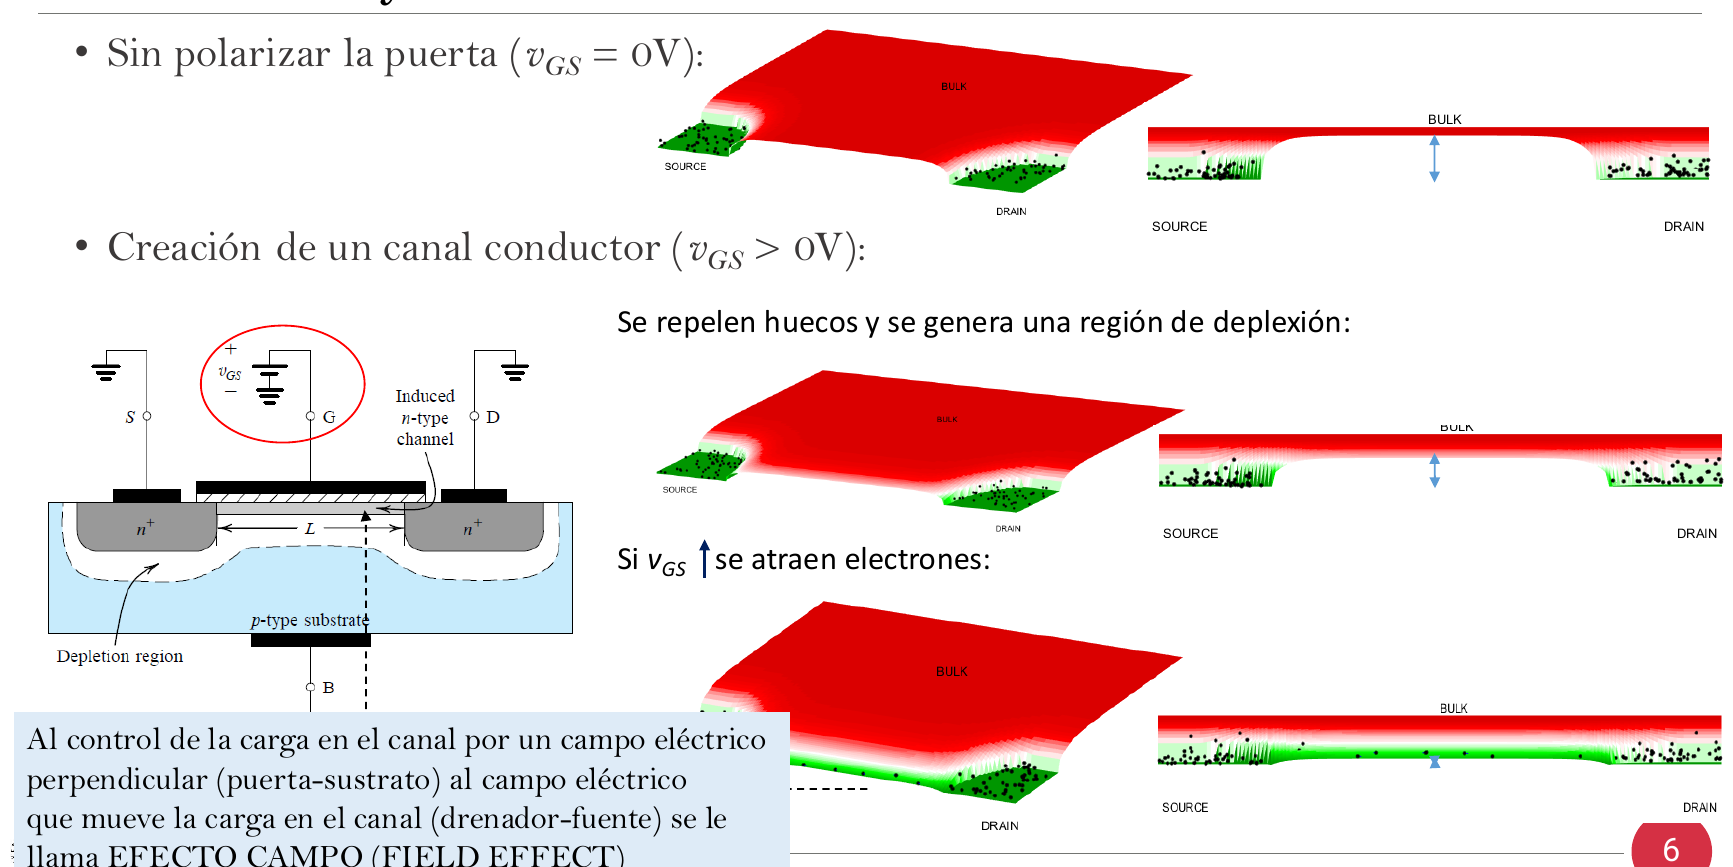 • Sin polarizar la puerta (vGS = 0V):
BULK
SOURCE
DRAIN
BULK
SOURCE
DRAIN
• Creación de un canal conductor (vGS > 0V):
Se repelen huecos y se genera una región de deplexión:
+
vGS
−
S
G
D
Induced
n-type
channel
n+
L
n+
p-type substrate
Depletion region
B
BULK
SOURCE
DRAIN
BULK
SOURCE
DRAIN
Si vGS se atraen electrones:
BULK
DRAIN
BULK
SOURCE
DRAIN
Al control de la carga en el canal por un campo eléctrico
perpendicular (puerta-sustrato) al campo eléctrico
que mueve la carga en el canal (drenador-fuente) se le
llama EFECTO CAMPO (FIELD EFFECT)
6